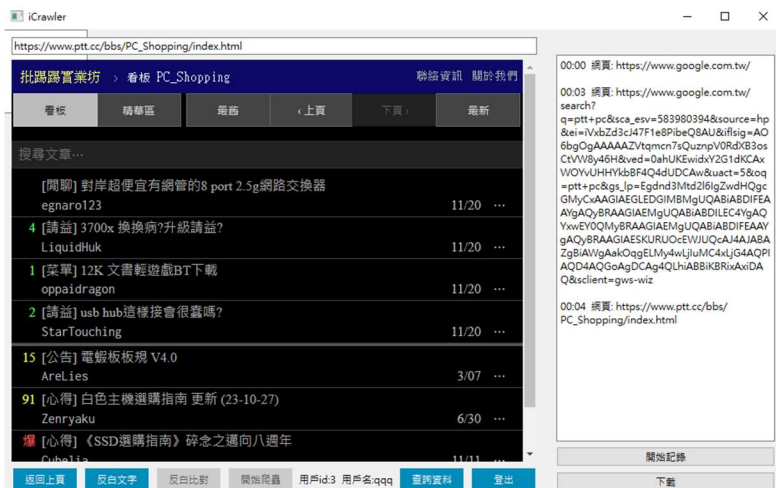 iCrawler
https://www.ptt.cc/bbs/PC_Shopping/index.html
批踢踢實業坊 › 看板 PC_Shopping 聯絡資訊 關於我們
看板 精華區 最舊 ‹ 上頁 下頁 › 最新
搜尋文章⋯
[閒聊] 對岸超便宜有網管的8 port 2.5g網路交換器
egnaro123 11/20 ⋯
4 [請益] 3700x 換換病?升級請益?
LiquidHuk 11/20 ⋯
1 [菜單] 12K 文書輕遊戲BT下載
oppaidragon 11/20 ⋯
2 [請益] usb hub這樣接會很蠢嗎?
StarTouching 11/20 ⋯
15 [公告] 電蝦板板規 V4.0
AreLies 3/07 ⋯
91 [心得] 白色主機選購指南 更新 (23-10-27)
Zenryaku 6/30 ⋯
爆 [心得] 《SSD選購指南》碎念之邁向八週年
Cubelia 11/11 ⋯
返回上頁 反白文字 反白比對 開始爬蟲 用戶id:3 用戶名:qqq 查詢資料 登出
00:00 網頁: https://www.google.com.tw/
00:03 網頁: https://www.google.com.tw/
search?
q=ptt+pc&sca_esv=583980394&source=hp
&ei=iVxbZd3cJ47F1e8PibeQ8AU&iflsig=AO
6bgOgAAAAAZVtqmcn7sQuznpV0RdXB3os
CtVW8y46H&ved=0ahUKEwidxY2G1dKCAx
WOYvUHHYkbBF4Q4dUDCAw&uact=5&oq
=ptt+pc&gs_lp=Egdnd3Mtd2l6IgZwdHQgc
GMyCxAAGIAEGLEDGIMBMgUQABiABDIFEA
AYgAQyBRAAGIAEMgUQABiABDILEC4YgAQ
YxwEY0QMyBRAAGIAEMgUQABiABDIFEAAY
gAQyBRAAGIAESKURUOcEWJUQcAJ4AJABA
ZgBiAWgAakOqgELMy4wLjIuMC4xLjG4AQPI
AQD4AQGoAgDCAg4QLhiABBiKBRixAxiDA
Q&sclient=gws-wiz
00:04 網頁: https://www.ptt.cc/bbs/
PC_Shopping/index.html
開始記錄
下載